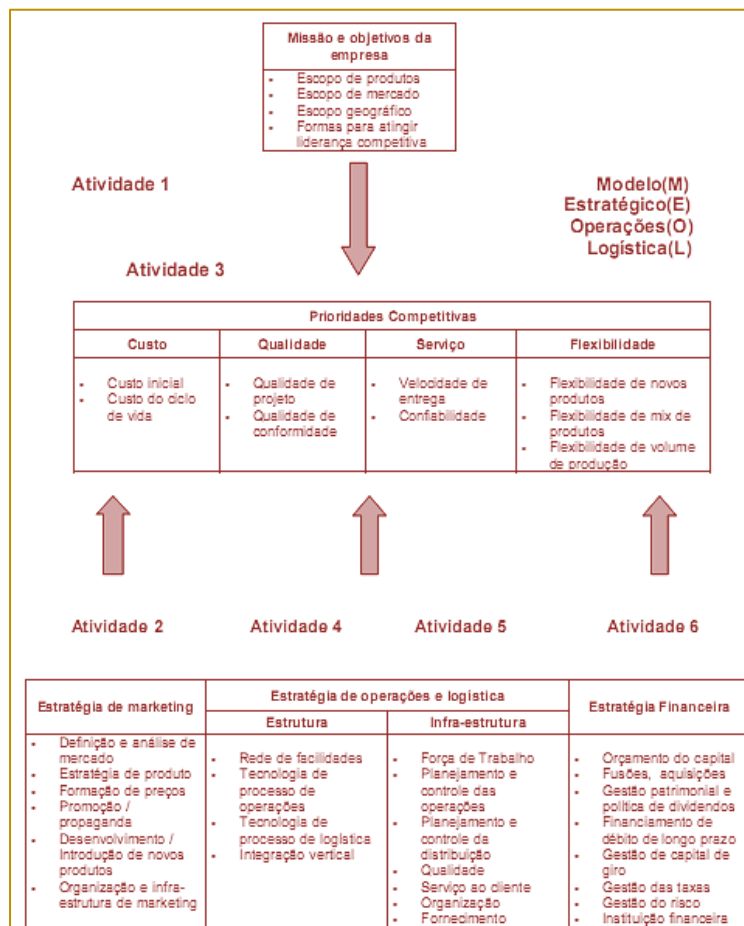 Missão e objetivos da
empresa
▪ Escopo de produtos
▪ Escopo de mercado
▪ Escopo geográfico
▪ Formas para atingir
liderança competitiva
Atividade 1
Modelo(M)
Estratégico(E)
Operações(O)
Logística(L)
Atividade 3
Prioridades Competitivas
Custo
▪ Custo inicial
▪ Custo do ciclo
de vida
Qualidade
▪ Qualidade de
projeto
▪ Qualidade de
conformidade
Serviço
▪ Velocidade de
entrega
▪ Confiabilidade
Flexibilidade
▪ Flexibilidade de novos
produtos
▪ Flexibilidade de mix de
produtos
▪ Flexibilidade de volume
de produção
Atividade 2
Atividade 4
Atividade 5
Atividade 6
Estratégia de marketing
▪ Definição e análise de
mercado
▪ Estratégia de produto
▪ Formação de preços
▪ Promoção /
propaganda
▪ Desenvolvimento /
Introdução de novos
produtos
▪ Organização e infra-
estrutura de marketing
Estratégia de operações e logística
Estrutura
▪ Rede de facilidades
▪ Tecnologia de
processo de
operações
▪ Tecnologia de
processo de logística
▪ Integração vertical
Infra-estrutura
▪ Força de Trabalho
▪ Planejamento e
controle das
operações
▪ Planejamento e
controle da
distribuição
▪ Qualidade
▪ Serviço ao cliente
▪ Organização
▪ Fornecimento
Estratégia Financeira
▪ Orçamento do capital
▪ Fusões, aquisições
▪ Gestão patrimonial e
política de dividendos
▪ Financiamento de
débito de longo prazo
▪ Gestão de capital de
giro
▪ Gestão das taxas
▪ Gestão do risco
▪ Instituição financeira